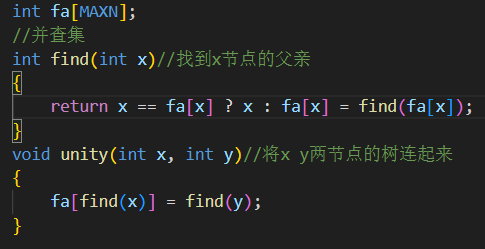 int fa[MAXN];
//并查集
int find(int x)//找到x节点的父亲
{
    return x == fa[x] ? x : fa[x] = find(fa[x]);
}
void unity(int x, int y)//将x y两节点的树连起来
{
    fa[find(x)] = find(y);
}